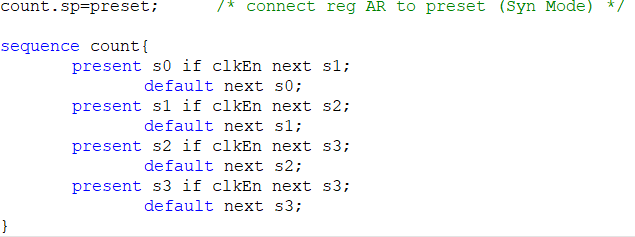 count.sp=preset;      /* connect reg AR to preset (Syn Mode) */
sequence count{
present s0 if clkEn next s1;
default next s0;
present s1 if clkEn next s2;
default next s1;
present s2 if clkEn next s3;
default next s2;
present s3 if clkEn next s3;
default next s3;
}